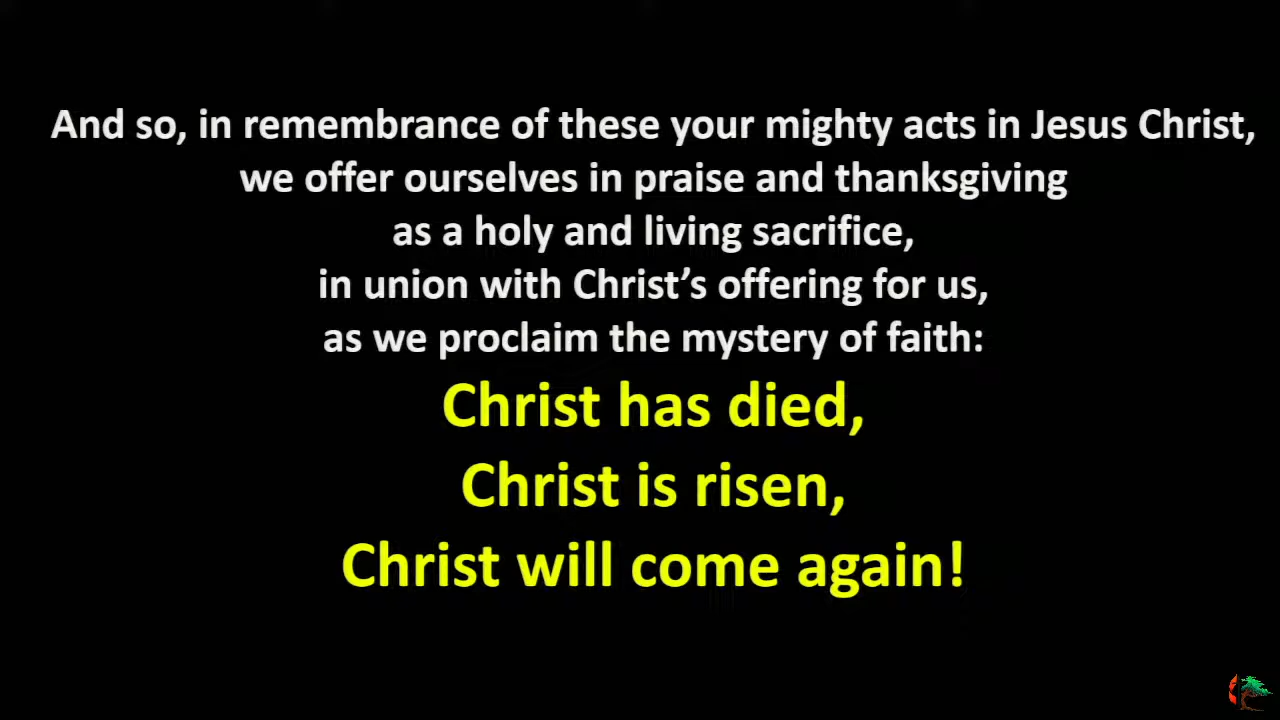 And so, in remembrance of these your mighty acts in Jesus Christ,
we offer ourselves in praise and thanksgiving
as a holy and living sacrifice,
in union with Christ’s offering for us,
as we proclaim the mystery of faith:
Christ has died,
Christ is risen,
Christ will come again!